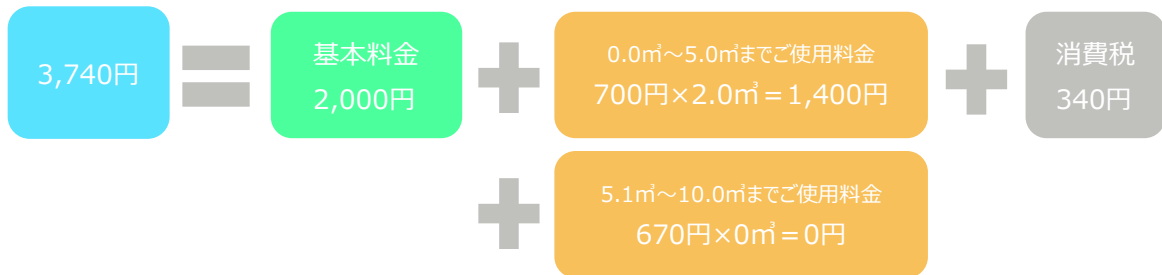 3,740円
基本料金
2,000円
0.0㎥～5.0㎥までご使用料金
700円×2.0㎥＝1,400円
消費税
340円
5.1㎥～10.0㎥までご使用料金
670円×0㎥＝0円